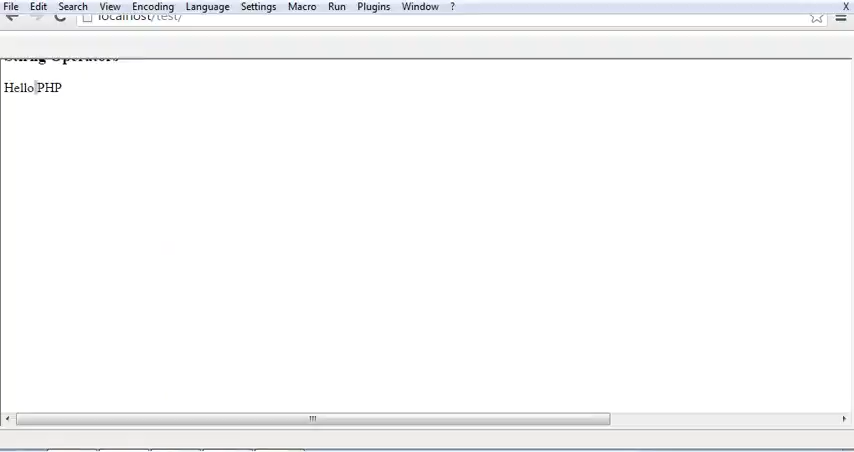 File Edit Search View Encoding Language Settings Macro Run Plugins Window ? X
localhost/test/
String Operators
Hello PHP